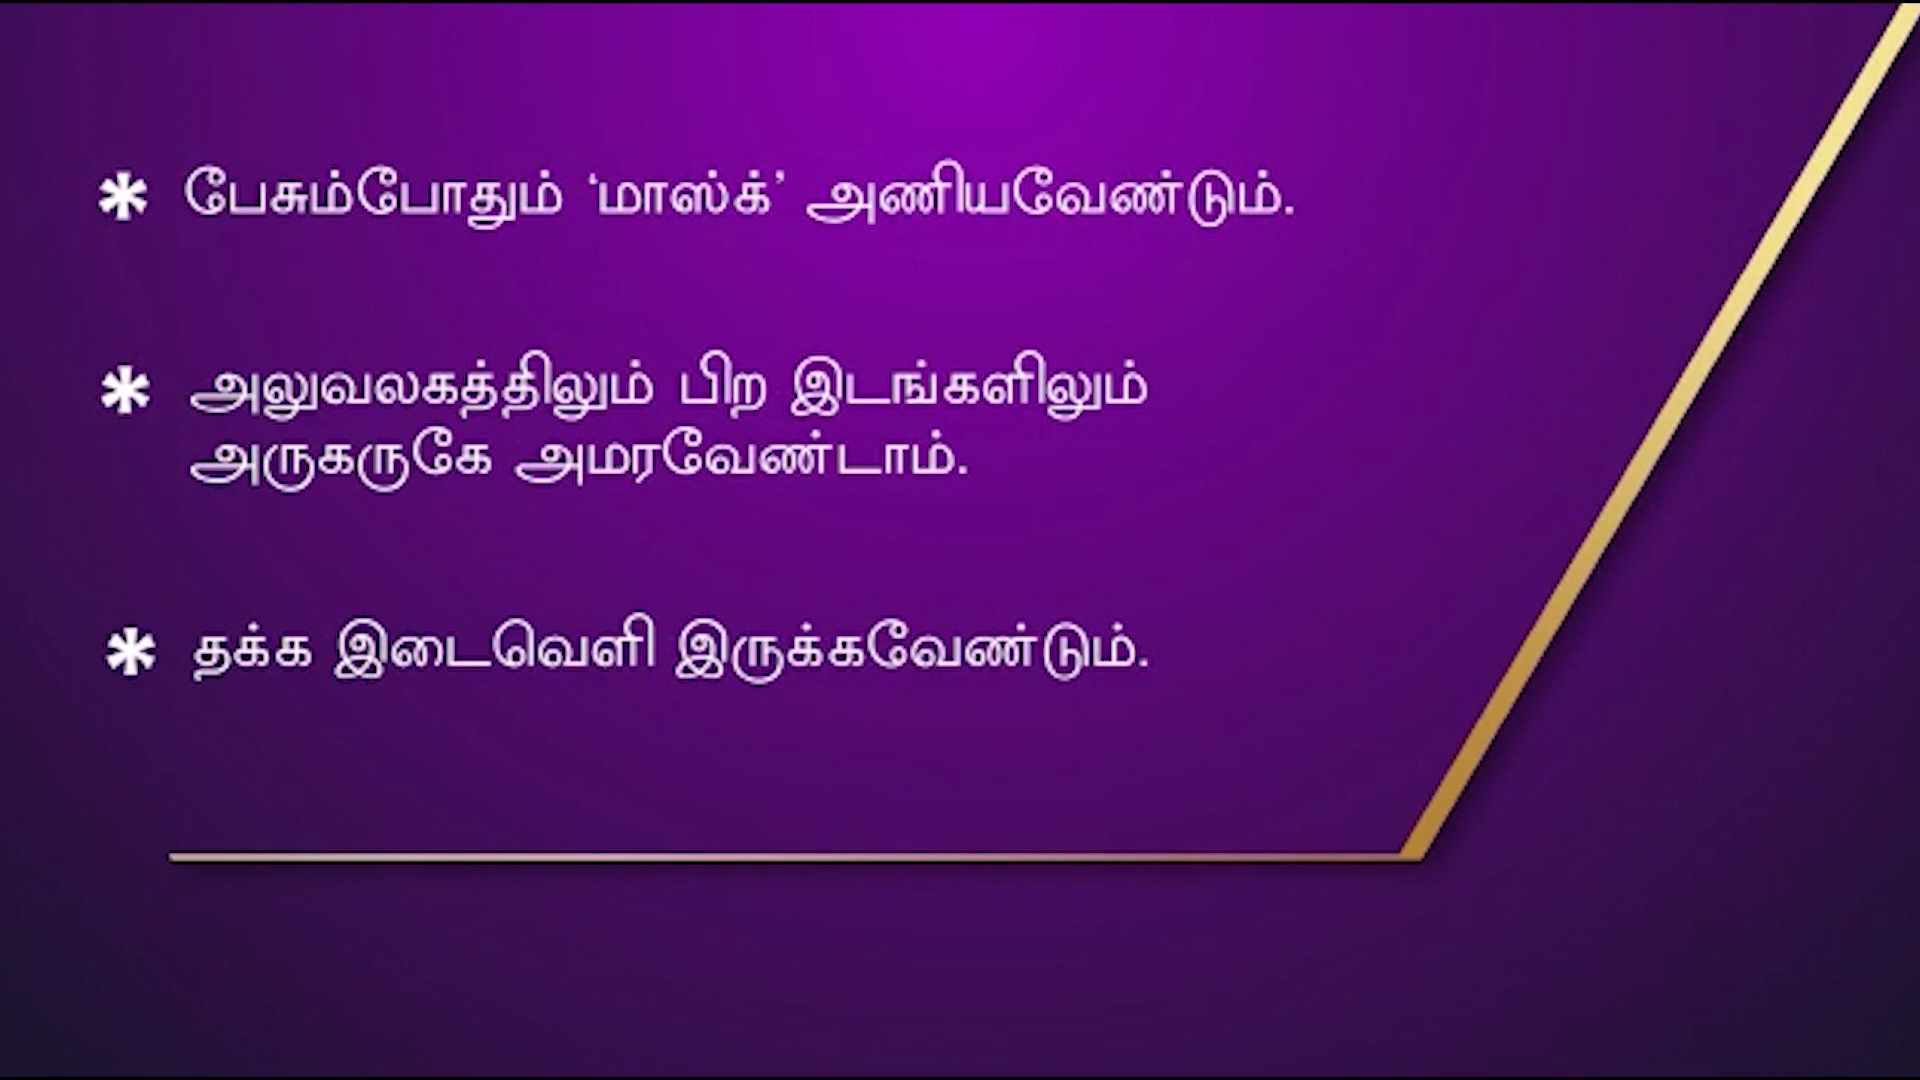 * பேசும்போதும் ‘மாஸ்க்’ அணியவேண்டும்.
* அலுவலகத்திலும் பிற இடங்களிலும்
அருகருகே அமரவேண்டாம்.
* தக்க இடைவெளி இருக்கவேண்டும்.